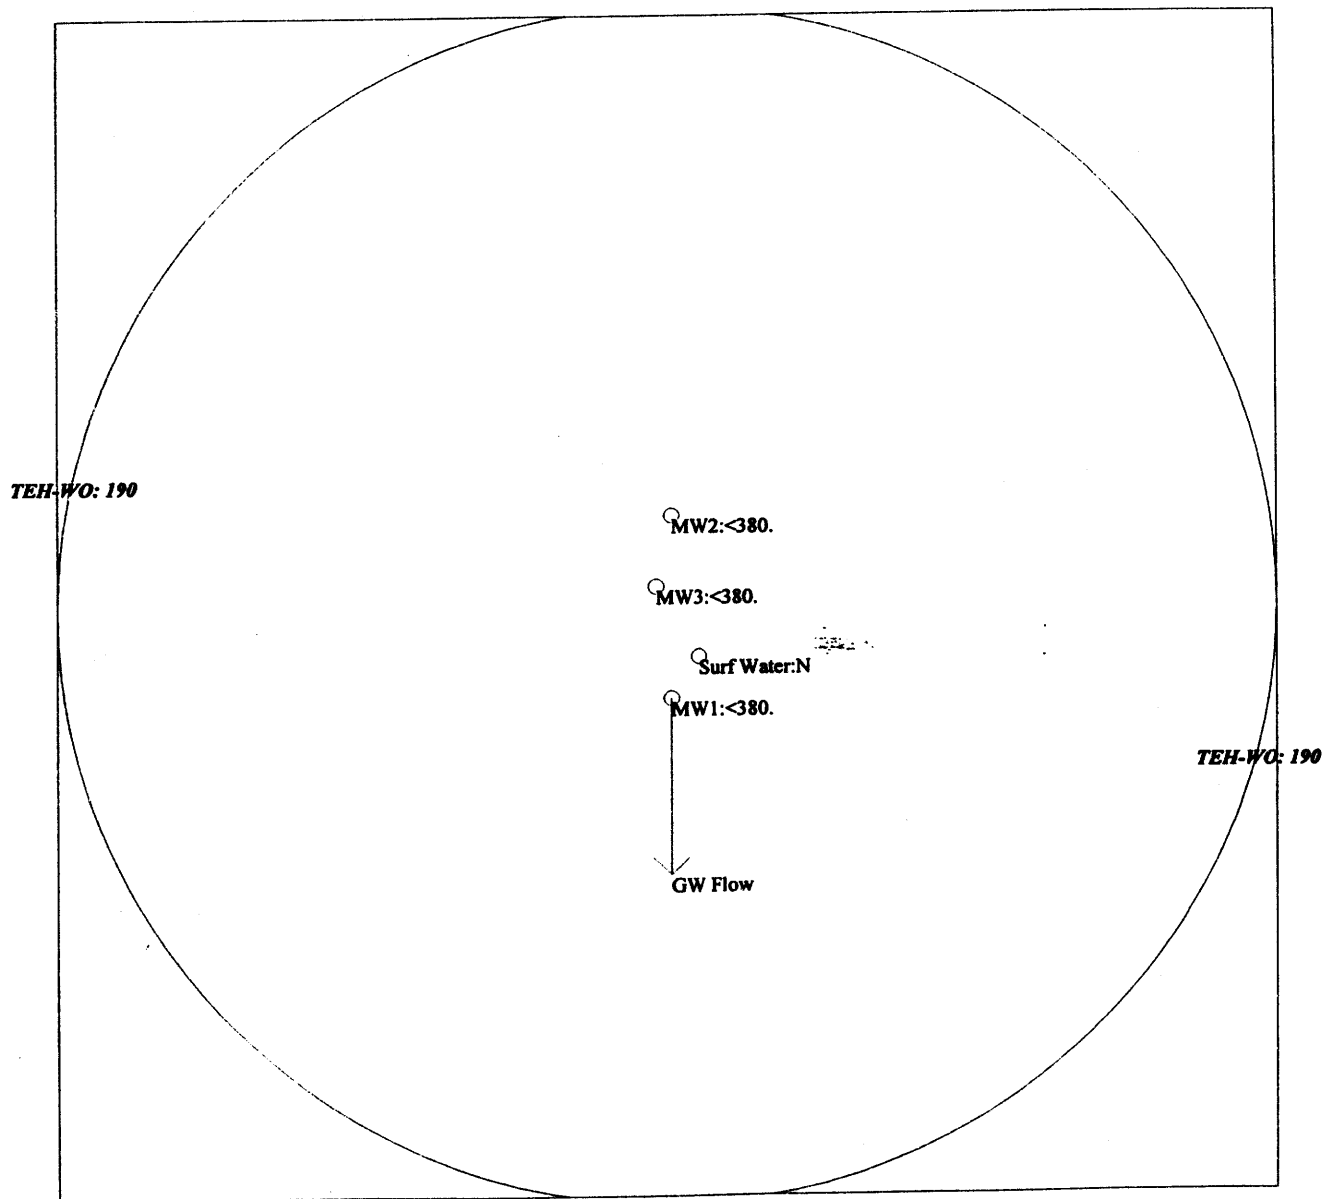 TEH-WO: 190
MW2:<380.
MW3:<380.
Surf Water:N
MW1:<380.
TEH-WO: 190
GW Flow